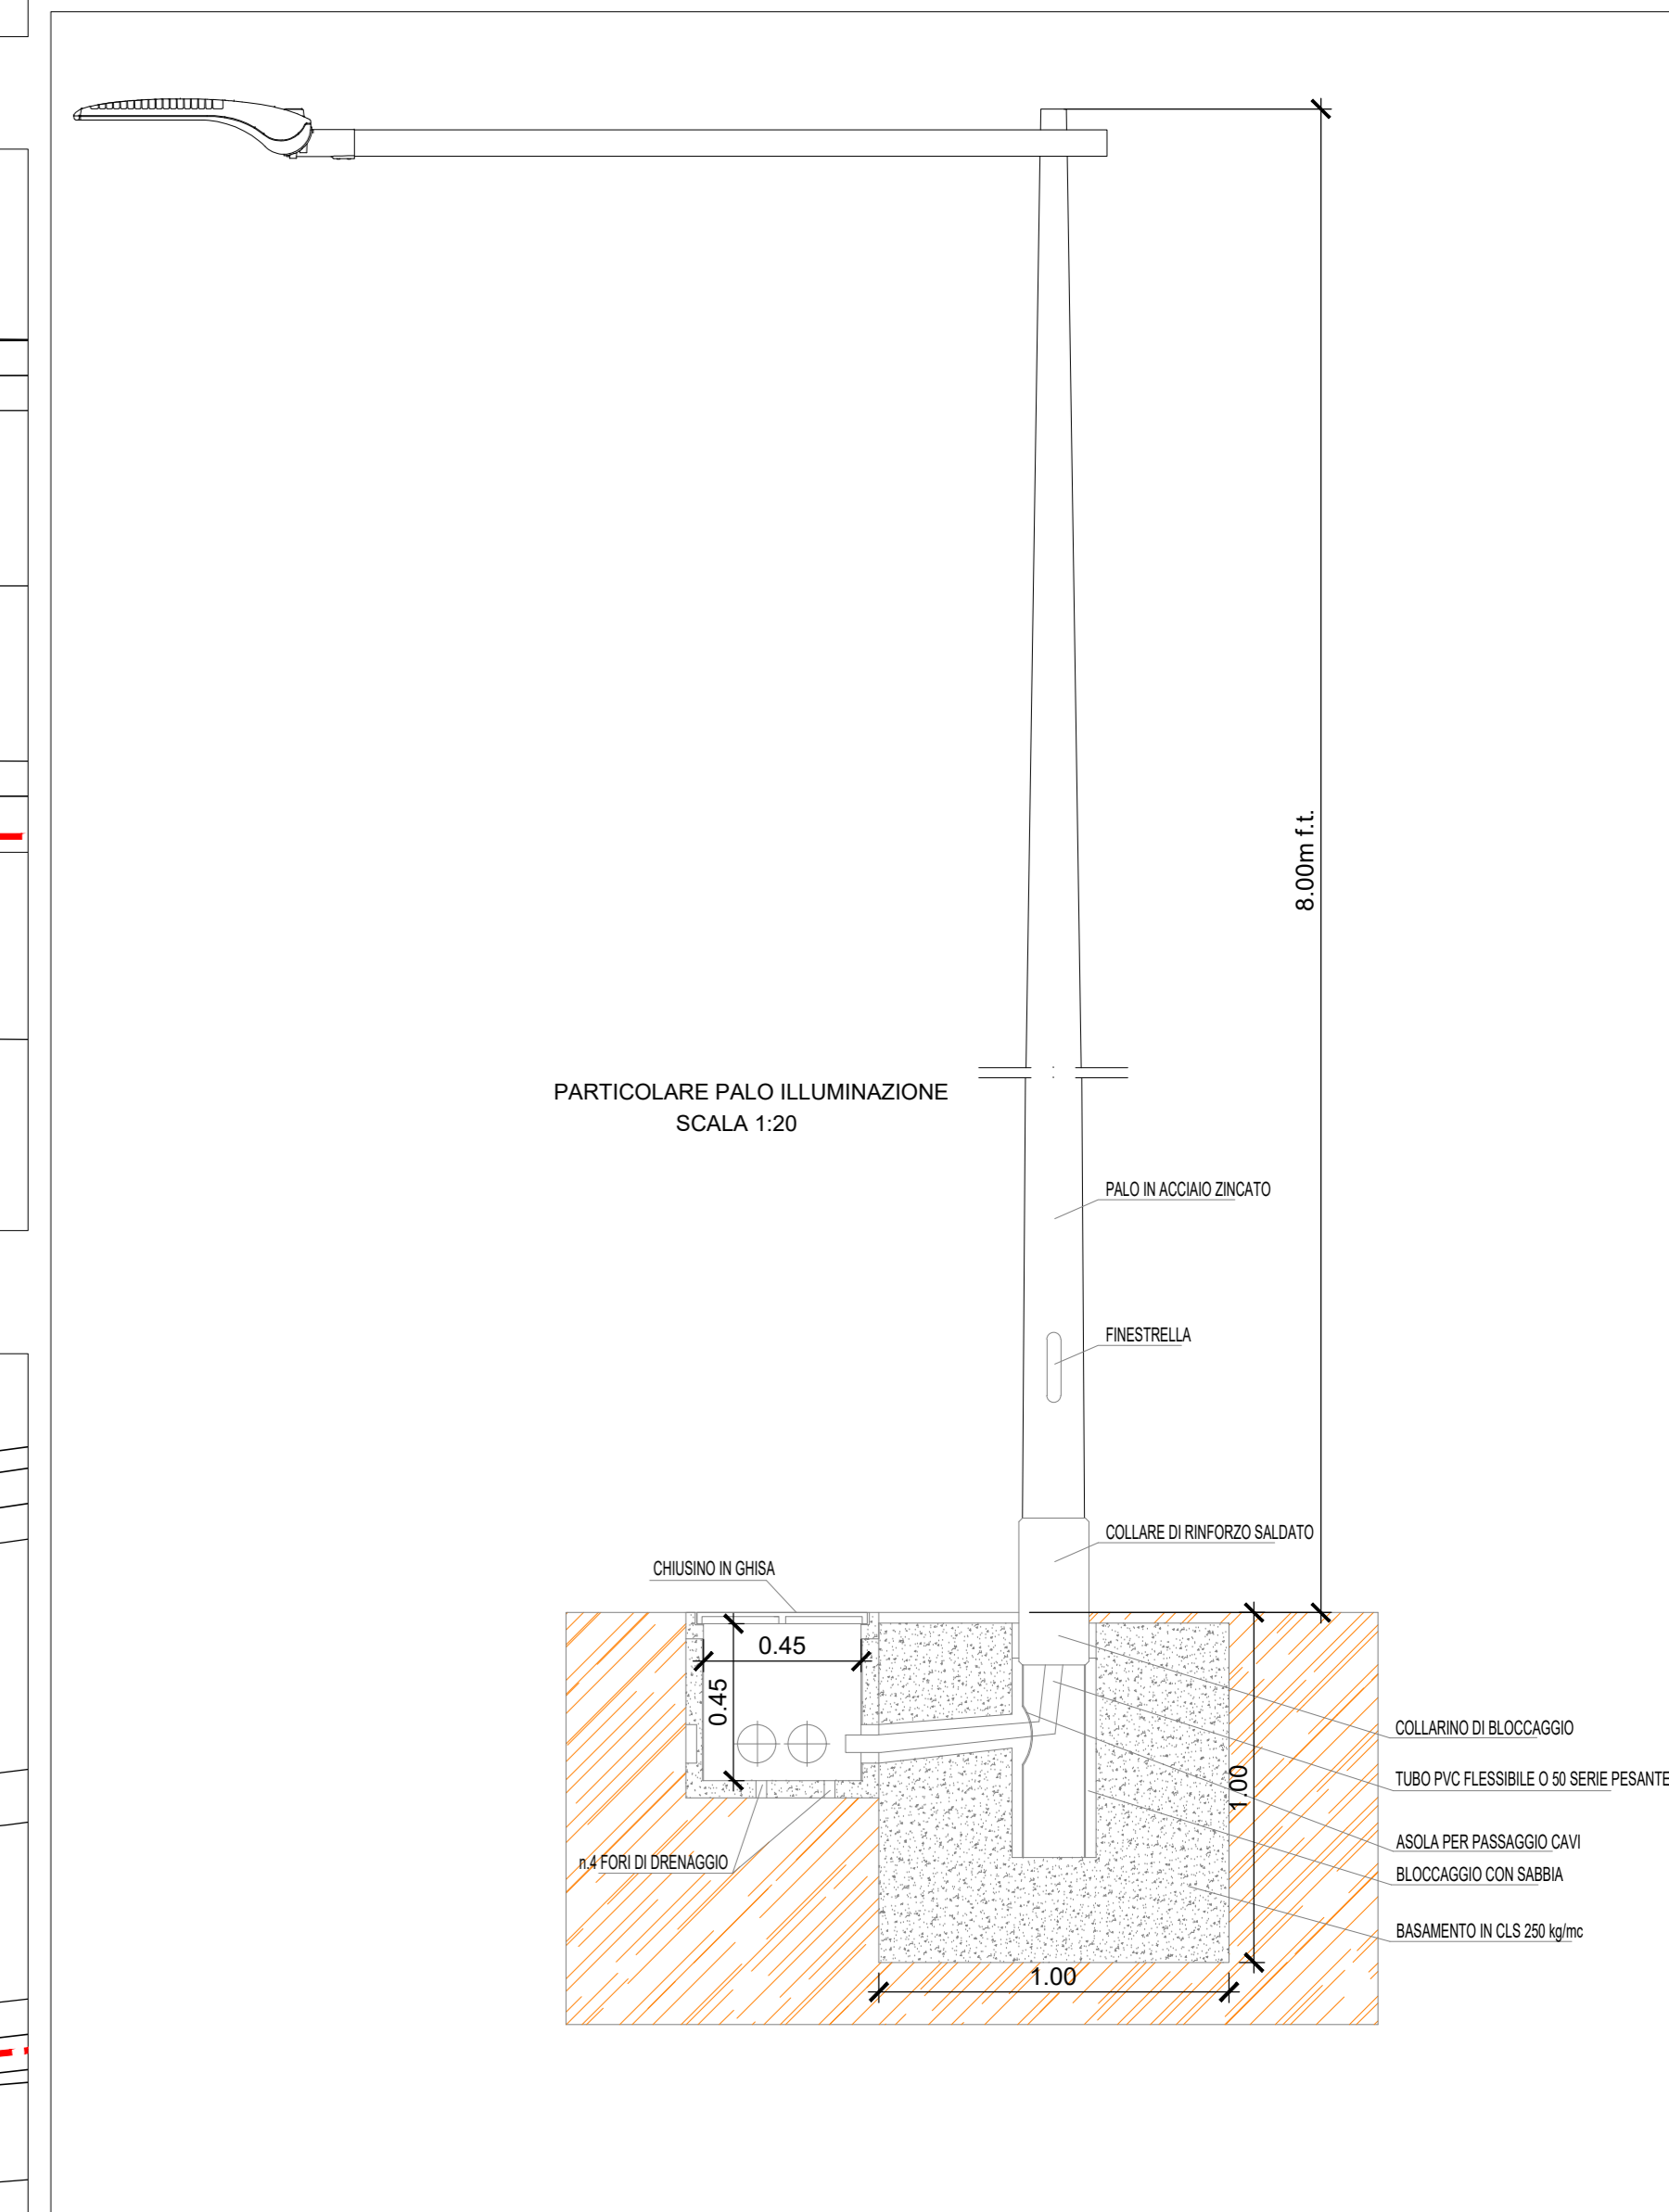 8.00m f.t.
PARTICOLARE PALO ILLUMINAZIONE
SCALA 1:20
PALO IN ACCIAIO ZINCATO
FINESTRELLA
COLLARE DI RINFORZO SALDATO
CHIUSINO IN GHISA
0.45
0.45
COLLARINO DI BLOCCAGGIO
TUBO PVC FLESSIBILE O 50 SERIE PESANTE
1.00
ASOLA PER PASSAGGIO CAVI
n.4 FORI DI DRENAGGIO
BLOCCAGGIO CON SABBIA
BASAMENTO IN CLS 250 kg/mc
1.00